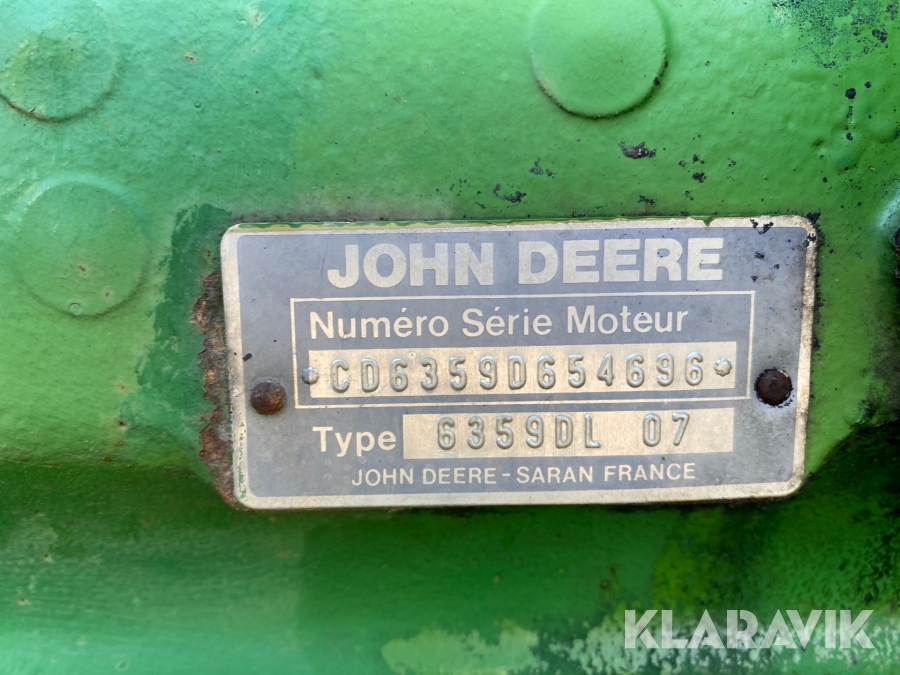 JOHN DEERE
Numéro Série Moteur
CD6359D654696
Type 6359DL 07
JOHN DEERE-SARAN FRANCE
KLARAVIK